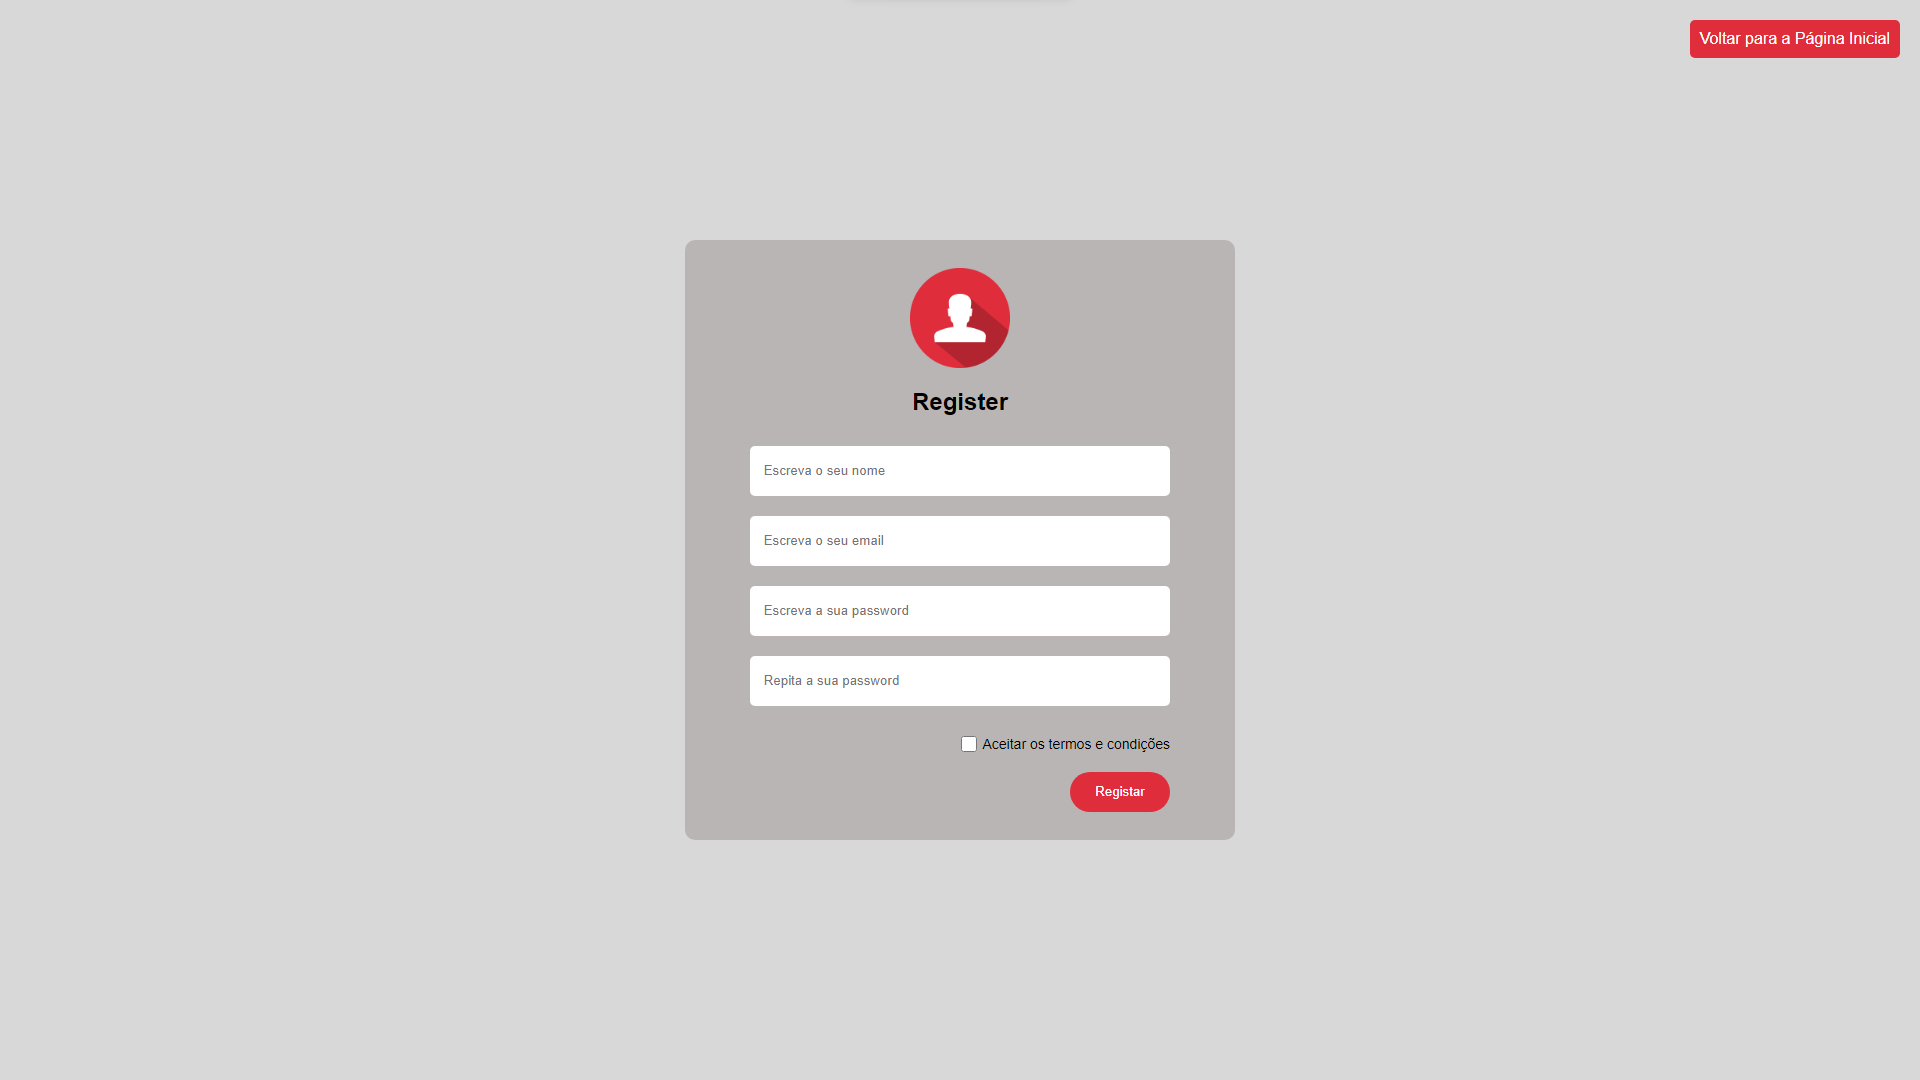 Voltar para a Página Inicial
Register
Escreva o seu nome
Escreva o seu email
Escreva a sua password
Repita a sua password
Aceitar os termos e condições
Registar